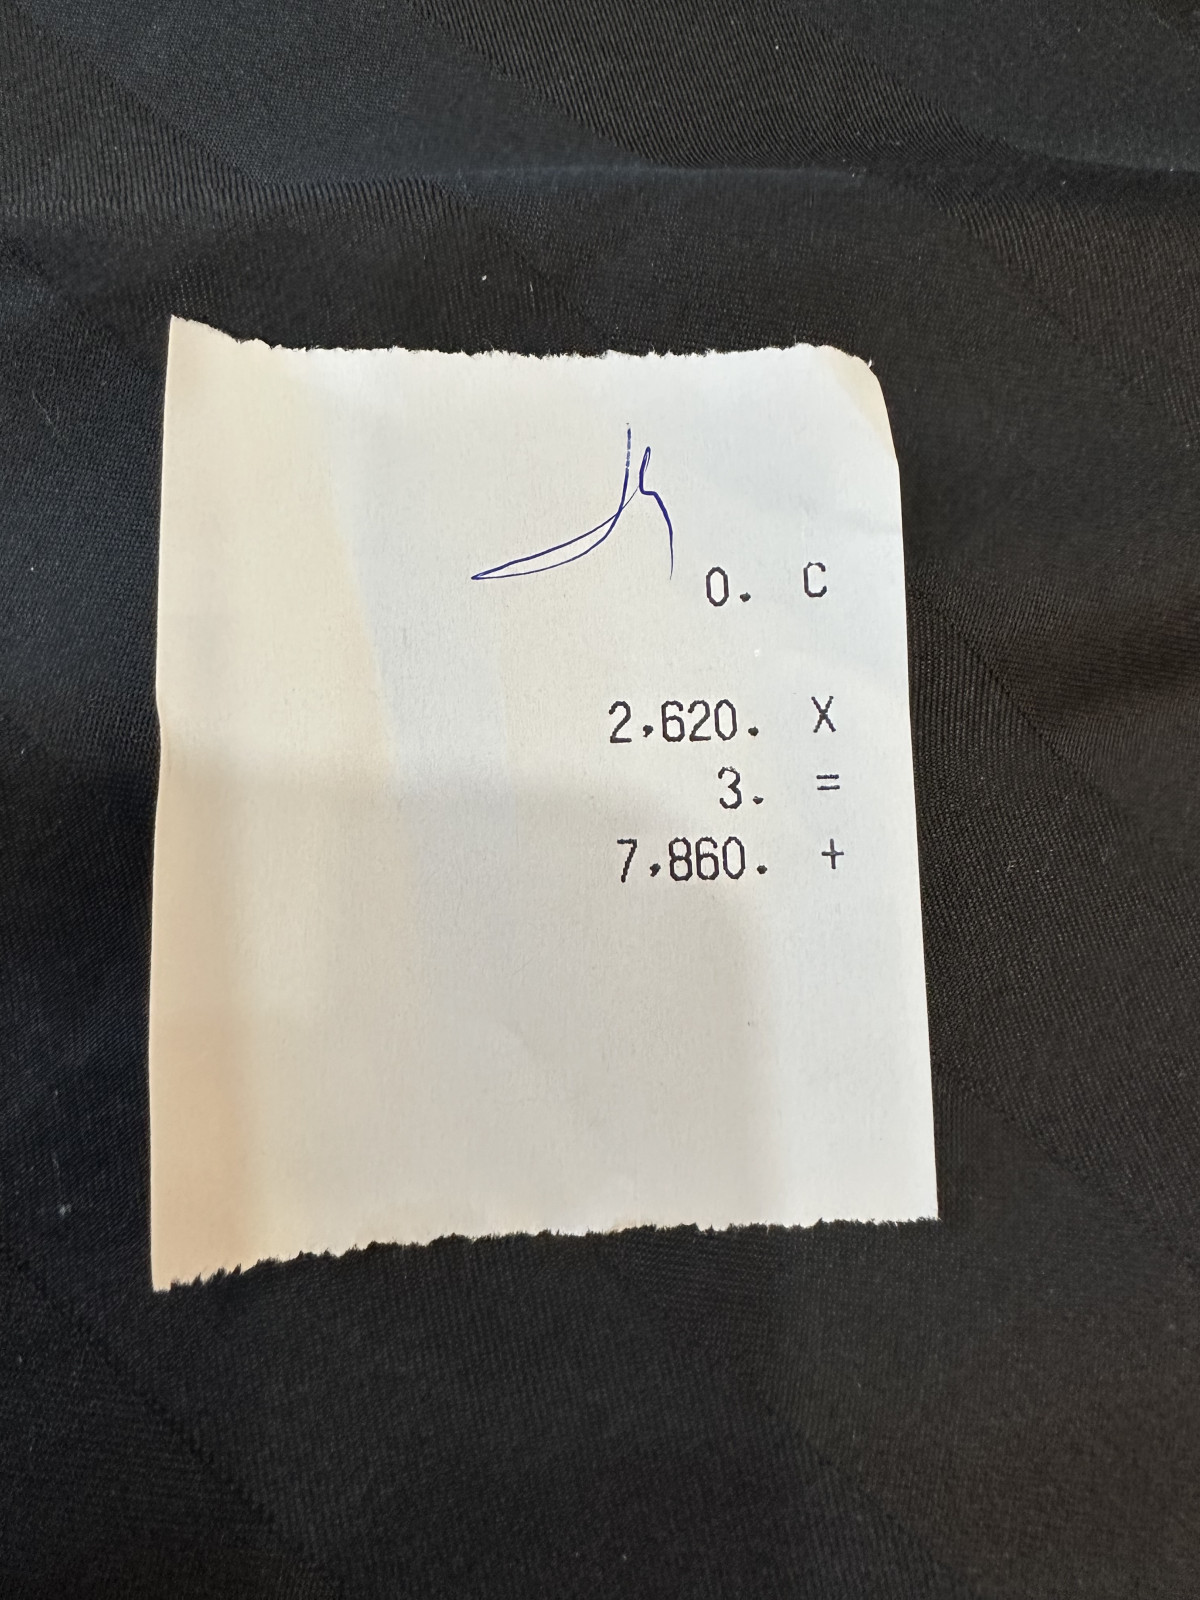 0. C
2,620. X
3. =
7,860. +